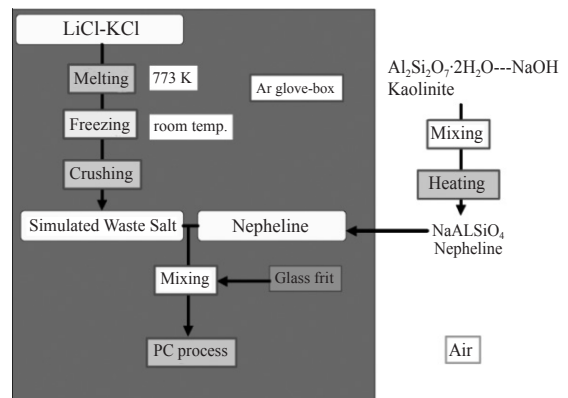 LiCl-KCl
Melting
773 K
Ar glove-box
Freezing
room temp.
Crushing
Simulated Waste Salt
Nepheline
Mixing
Glass frit
PC process
Al₂Si₂O₇·2H₂O---NaOH
Kaolinite
Mixing
Heating
NaALSiO₄
Nepheline
Air